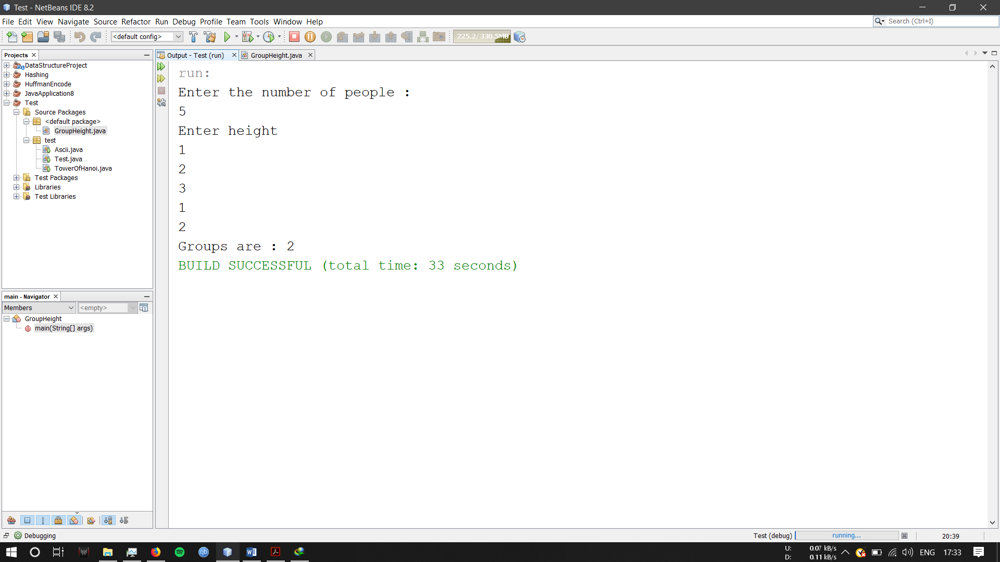 Test - NetBeans IDE 8.2
File Edit View Navigate Source Refactor Run Debug Profile Team Tools Window Help
Search (Ctrl+I)
<default config>
225.2/330.5MB
Projects
Output - Test (run)
GroupHeight.java
DataStructureProject
Hashing
HuffmanEncode
JavaApplication8
Test
Source Packages
<default package>
GroupHeight.java
test
Ascii.java
Test.java
TowerOfHanoi.java
Test Packages
Libraries
Test Libraries
run:
Enter the number of people :
5
Enter height
1
2
3
1
2
Groups are : 2
BUILD SUCCESSFUL (total time: 33 seconds)
main - Navigator
Members
<empty>
GroupHeight
main(String[] args)
Debugging
Test (debug)
running...
20:39
U: 0.07 kB/s
D: 0.11 kB/s
ENG
17:33